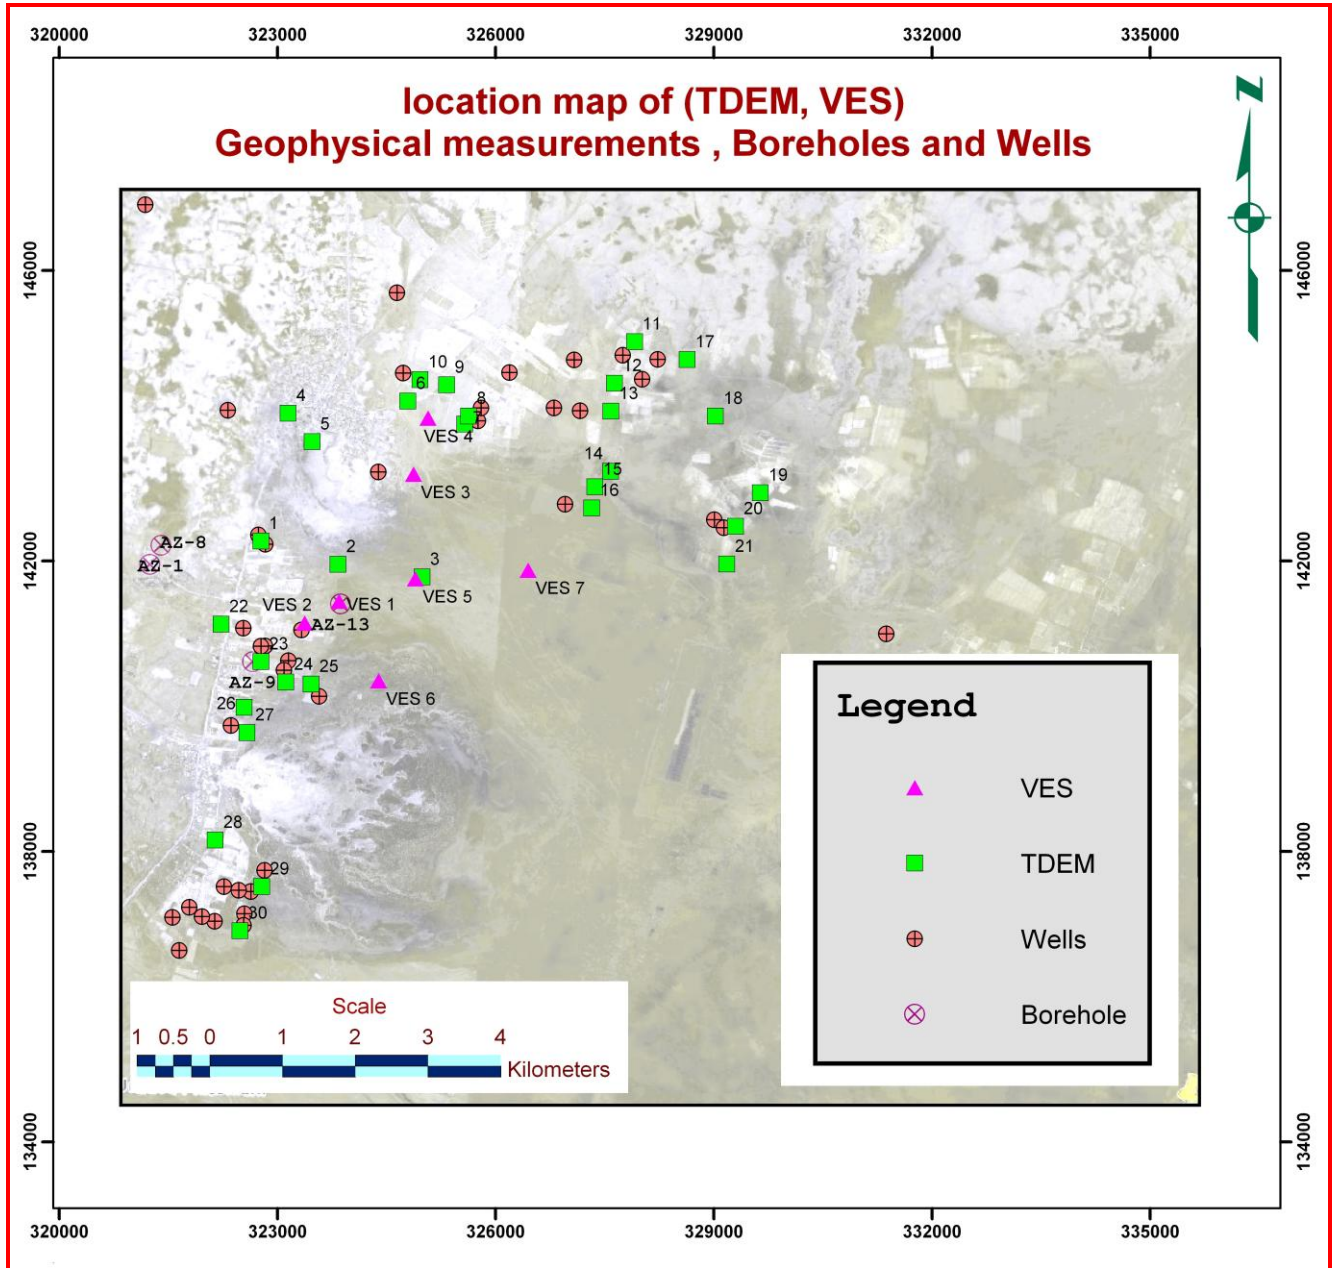 320000 323000 326000 329000 332000 335000
location map of (TDEM, VES)
Geophysical measurements , Boreholes and Wells
N
146000 146000
11
17
12
10
9
6
13
8
4
18
7
5
VES 4
14
15
VES 3
19
16
20
1
AZ-8
2
21
AZ-1
142000 142000
3
VES 7
VES 5
VES 2
VES 1
22
AZ-13
23
24
25
AZ-9
VES 6
26
27
Legend
VES
28
TDEM
138000 138000
29
30
Wells
Borehole
Scale
1 0.5 0 1 2 3 4
Kilometers
134000 134000
320000 323000 326000 329000 332000 335000